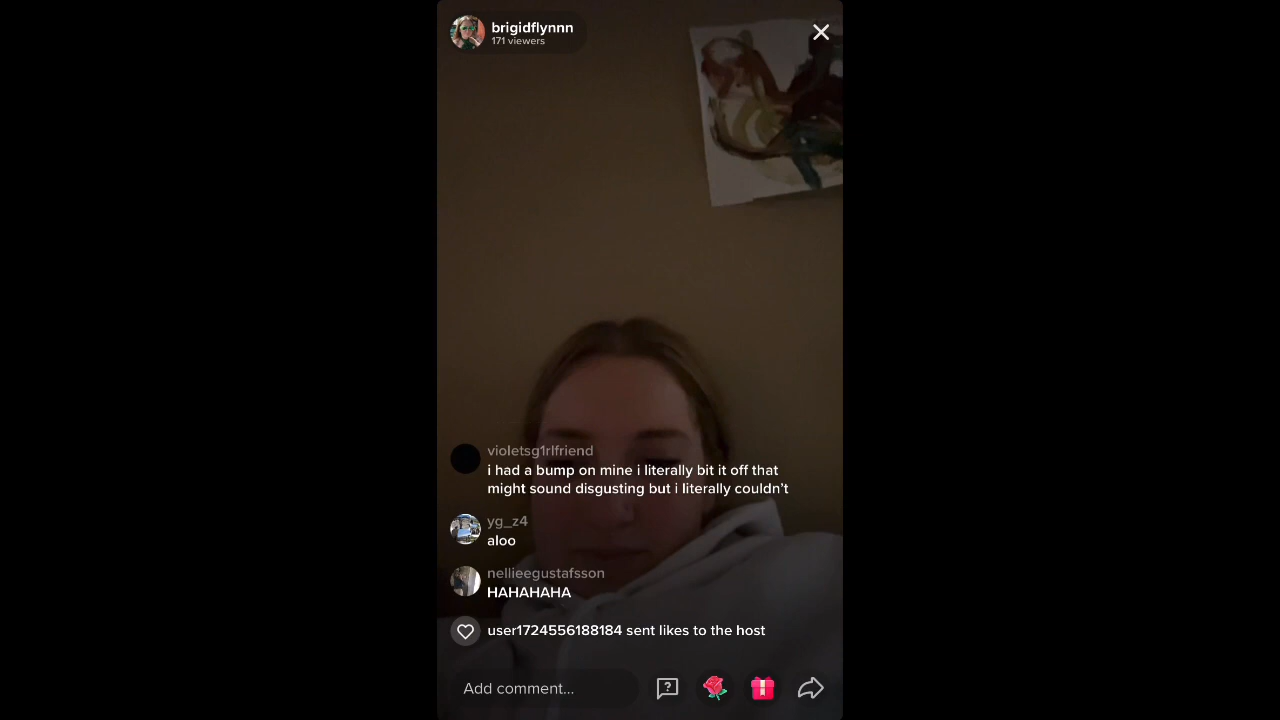 brigidflynnn
171 viewers
violetsg1rlfriend
i had a bump on mine i literally bit it off that
might sound disgusting but i literally couldn't
yg_z4
aloo
nellieegustafsson
HAHAHAHA
user1724556188184 sent likes to the host
Add comment...